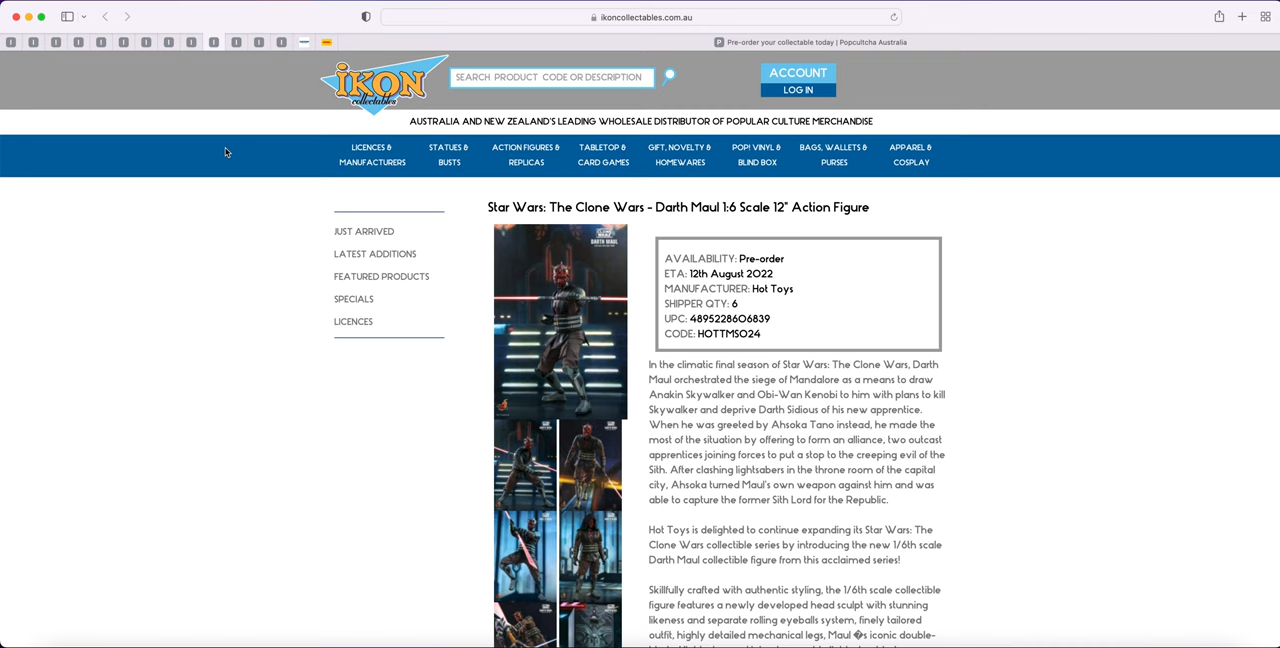 ikoncollectables.com.au
Pre-order your collectable today | Popcultcha Australia
iKON
collectables
SEARCH PRODUCT CODE OR DESCRIPTION
ACCOUNT
LOG IN
AUSTRALIA AND NEW ZEALAND'S LEADING WHOLESALE DISTRIBUTOR OF POPULAR CULTURE MERCHANDISE
LICENCES &
MANUFACTURERS
STATUES &
BUSTS
ACTION FIGURES &
REPLICAS
TABLETOP &
CARD GAMES
GIFT, NOVELTY &
HOMEWARES
POP! VINYL &
BLIND BOX
BAGS, WALLETS &
PURSES
APPAREL &
COSPLAY
JUST ARRIVED
LATEST ADDITIONS
FEATURED PRODUCTS
SPECIALS
LICENCES
Star Wars: The Clone Wars - Darth Maul 1:6 Scale 12" Action Figure
DARTH MAUL
AVAILABILITY: Pre-order
ETA: 12th August 2022
MANUFACTURER: Hot Toys
SHIPPER QTY: 6
UPC: 4895228606839
CODE: HOTTMS024
In the climatic final season of Star Wars: The Clone Wars, Darth
Maul orchestrated the siege of Mandalore as a means to draw
Anakin Skywalker and Obi-Wan Kenobi to him with plans to kill
Skywalker and deprive Darth Sidious of his new apprentice.
When he was greeted by Ahsoka Tano instead, he made the
most of the situation by offering to form an alliance, two outcast
apprentices joining forces to put a stop to the creeping evil of the
Sith. After clashing lightsabers in the throne room of the capital
city, Ahsoka turned Maul's own weapon against him and was
able to capture the former Sith Lord for the Republic.
Hot Toys is delighted to continue expanding its Star Wars: The
Clone Wars collectible series by introducing the new 1/6th scale
Darth Maul collectible figure from this acclaimed series!
Skillfully crafted with authentic styling, the 1/6th scale collectible
figure features a newly developed head sculpt with stunning
likeness and separate rolling eyeballs system, finely tailored
outfit, highly detailed mechanical legs, Maul �s iconic double-